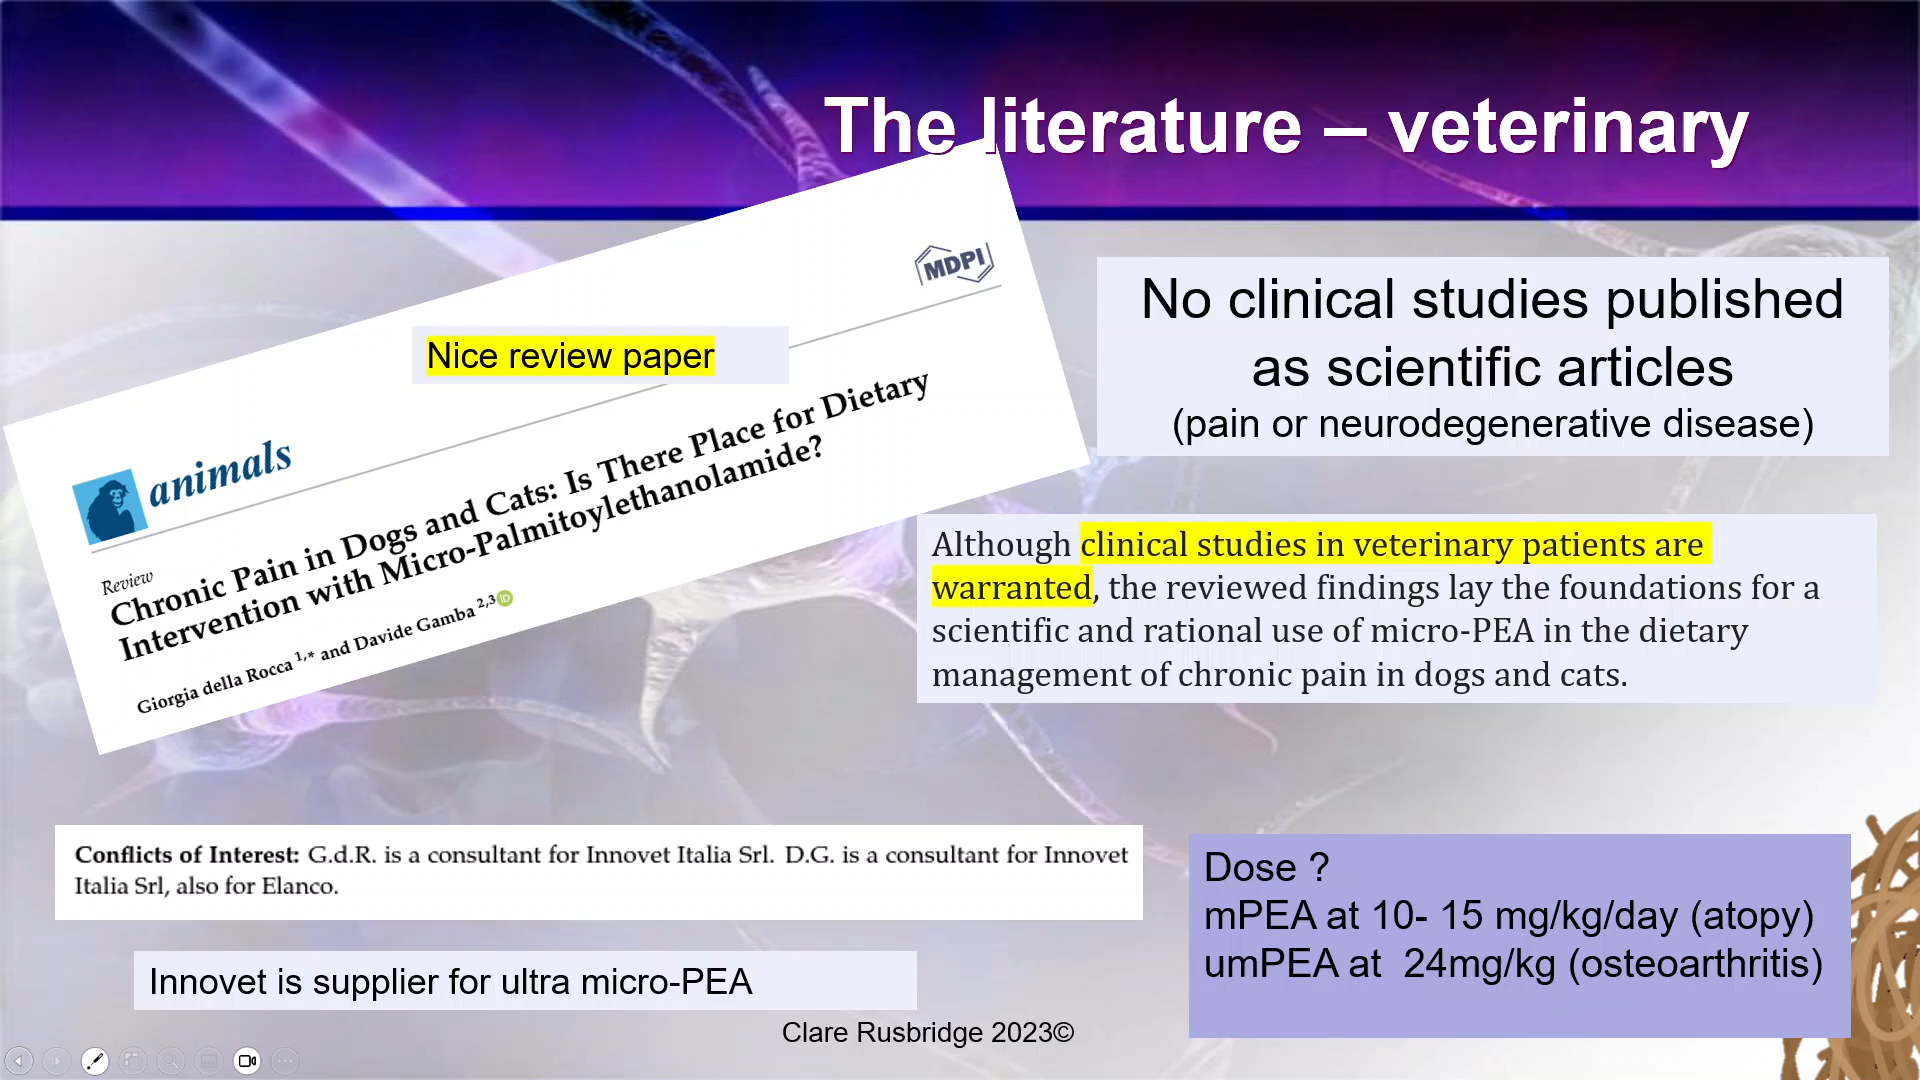 The literature – veterinary
MDPI
Nice review paper
animals
Review
Chronic Pain in Dogs and Cats: Is There Place for Dietary
Intervention with Micro-Palmitoylethanolamide?
Giorgia della Rocca 1,* and Davide Gamba 2,3 iD
No clinical studies published
as scientific articles
(pain or neurodegenerative disease)
Although clinical studies in veterinary patients are
warranted, the reviewed findings lay the foundations for a
scientific and rational use of micro-PEA in the dietary
management of chronic pain in dogs and cats.
Conflicts of Interest: G.d.R. is a consultant for Innovet Italia Srl. D.G. is a consultant for Innovet
Italia Srl, also for Elanco.
Innovet is supplier for ultra micro-PEA
Dose ?
mPEA at 10- 15 mg/kg/day (atopy)
umPEA at 24mg/kg (osteoarthritis)
Clare Rusbridge 2023©